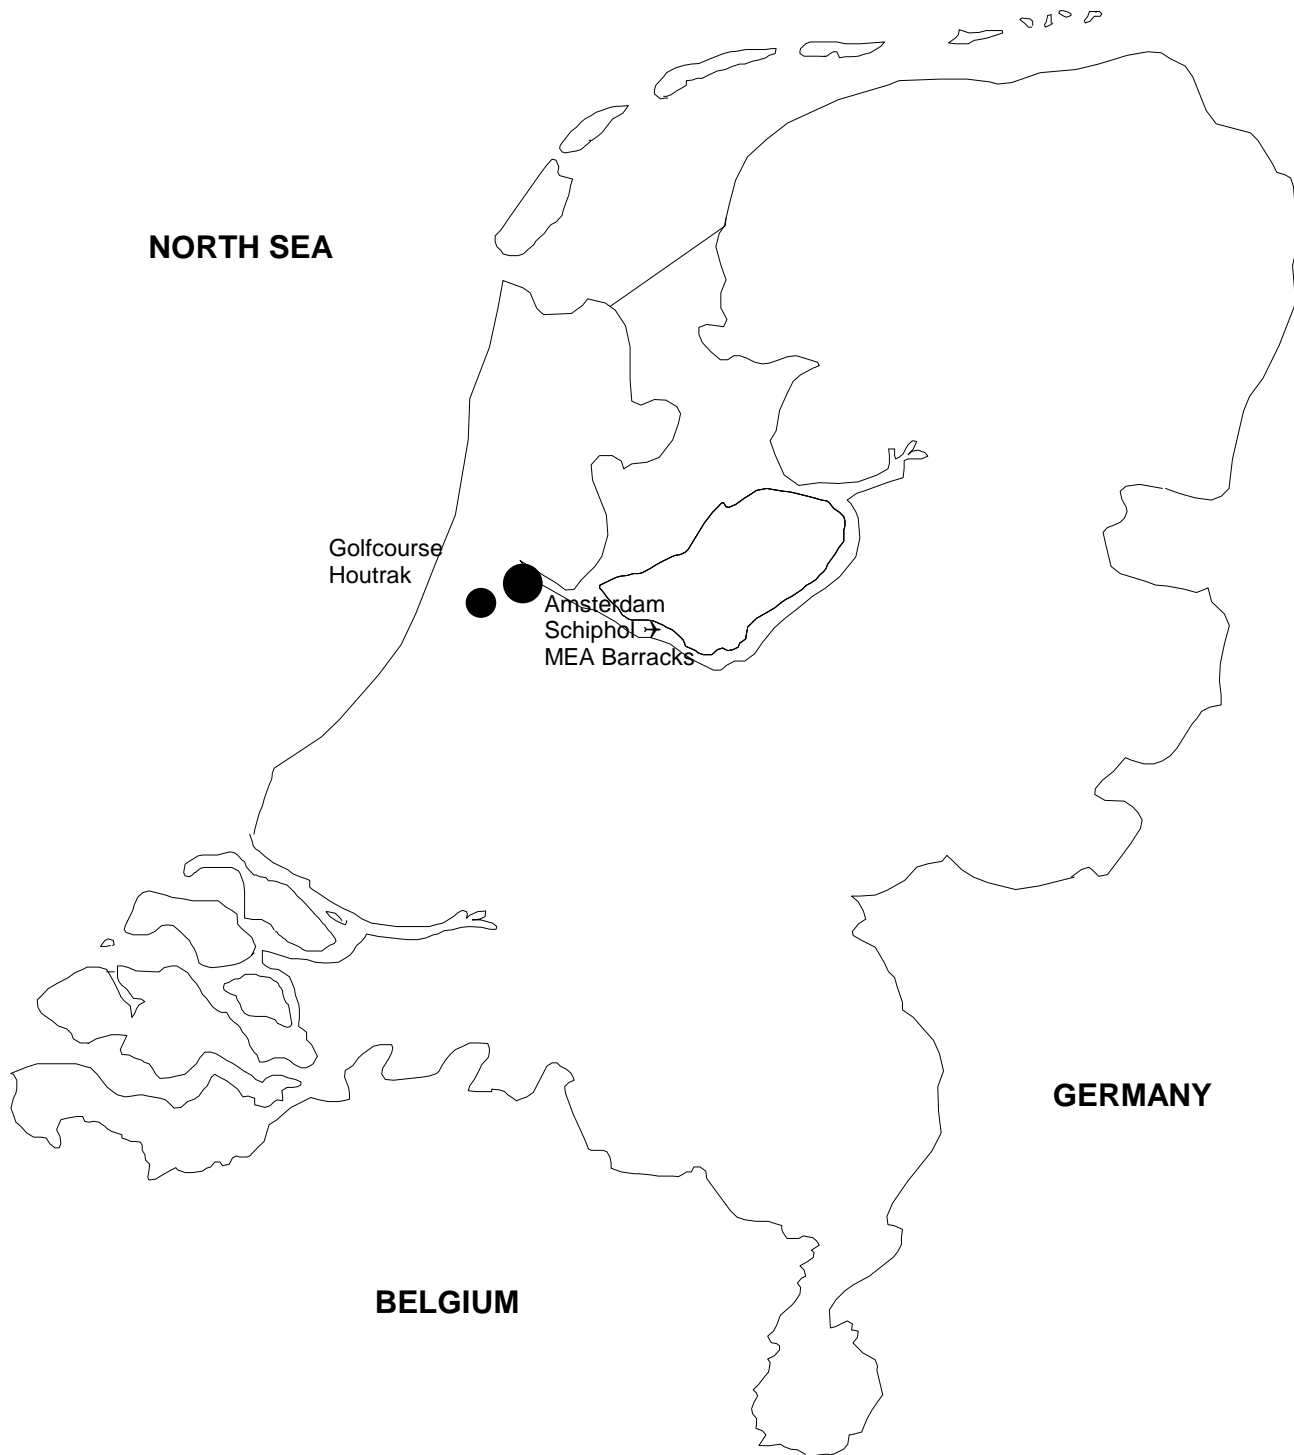 NORTH SEA
Golfcourse
Houtrak
Amsterdam
Schiphol ✈
MEA Barracks
GERMANY
BELGIUM